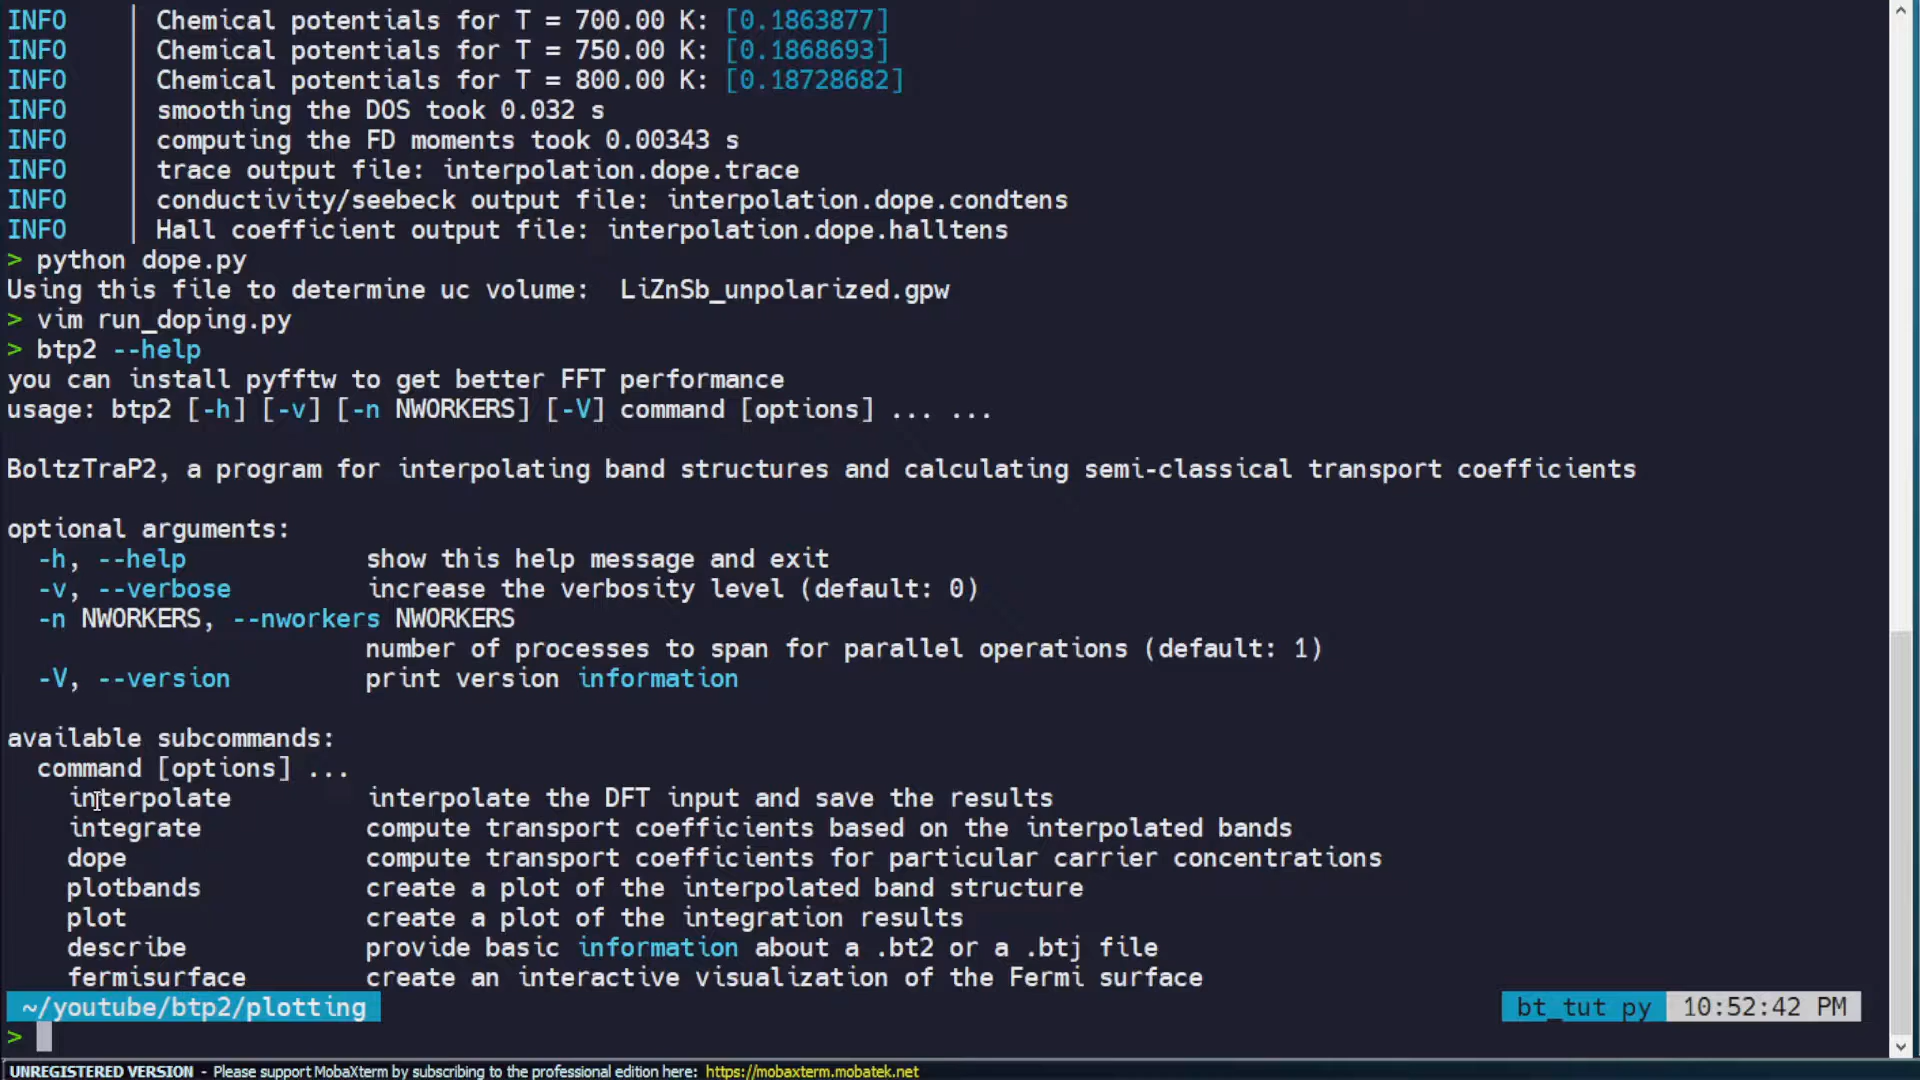 INFO | Chemical potentials for T = 700.00 K: [0.1863877]
INFO | Chemical potentials for T = 750.00 K: [0.1868693]
INFO | Chemical potentials for T = 800.00 K: [0.18728682]
INFO | smoothing the DOS took 0.032 s
INFO | computing the FD moments took 0.00343 s
INFO | trace output file: interpolation.dope.trace
INFO | conductivity/seebeck output file: interpolation.dope.condtens
INFO | Hall coefficient output file: interpolation.dope.halltens
> python dope.py
Using this file to determine uc volume:  LiZnSb_unpolarized.gpw
> vim run_doping.py
> btp2 --help
you can install pyfftw to get better FFT performance
usage: btp2 [-h] [-v] [-n NWORKERS] [-V] command [options] ... ...
BoltzTraP2, a program for interpolating band structures and calculating semi-classical transport coefficients
optional arguments:
-h, --help show this help message and exit
-v, --verbose increase the verbosity level (default: 0)
-n NWORKERS, --nworkers NWORKERS
number of processes to span for parallel operations (default: 1)
-V, --version print version information
available subcommands:
command [options] ...
interpolate interpolate the DFT input and save the results
integrate compute transport coefficients based on the interpolated bands
dope compute transport coefficients for particular carrier concentrations
plotbands create a plot of the interpolated band structure
plot create a plot of the integration results
describe provide basic information about a .bt2 or a .btj file
fermisurface create an interactive visualization of the Fermi surface
~/youtube/btp2/plotting bt_tut py 10:52:42 PM
>
UNREGISTERED VERSION - Please support MobaXterm by subscribing to the professional edition here: https://mobaxterm.mobatek.net